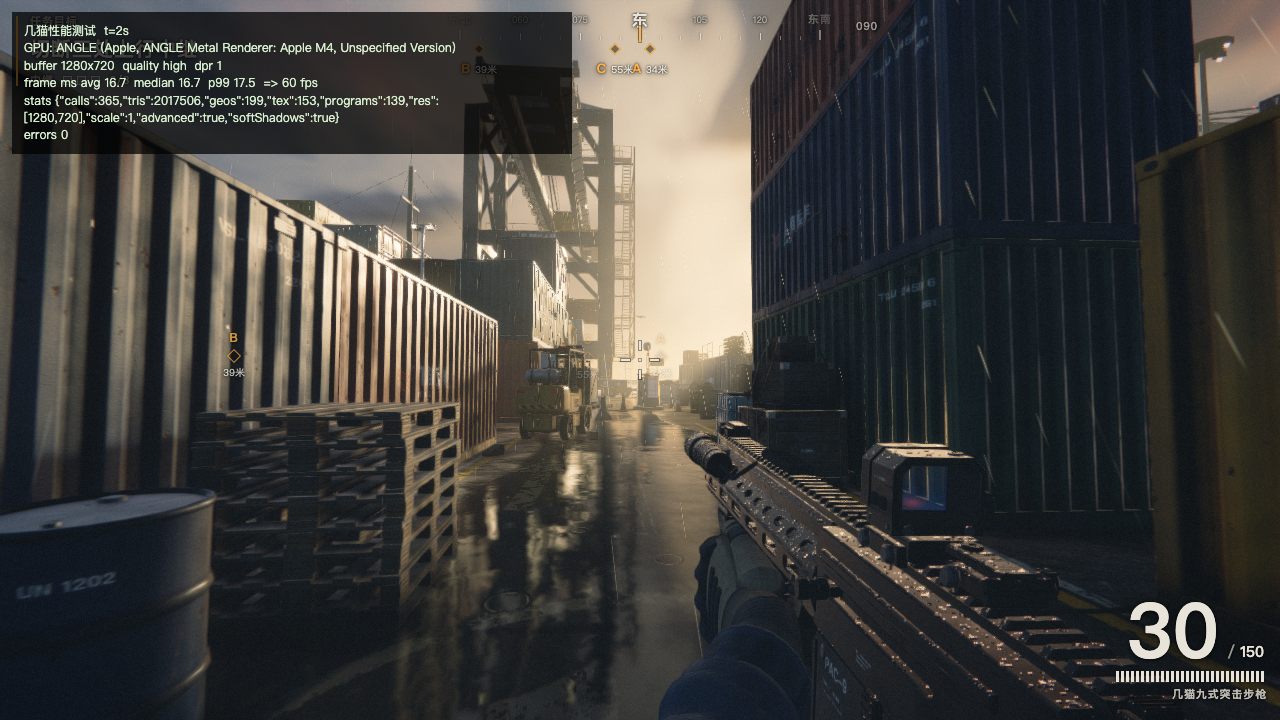 几猫性能测试 t=2s
GPU: ANGLE (Apple, ANGLE Metal Renderer: Apple M4, Unspecified Version)
buffer 1280x720 quality high dpr 1
frame ms avg 16.7 median 16.7 p99 17.5 => 60 fps
stats {"calls":365,"tris":2017506,"geos":199,"tex":153,"programs":139,"res":
[1280,720],"scale":1,"advanced":true,"softShadows":true}
errors 0
060 075 东 105 120 东南 090
B 39米 C 55米 A 34米
B
39米
UN 1202
PAC-9
30 / 150
几猫九式突击步枪